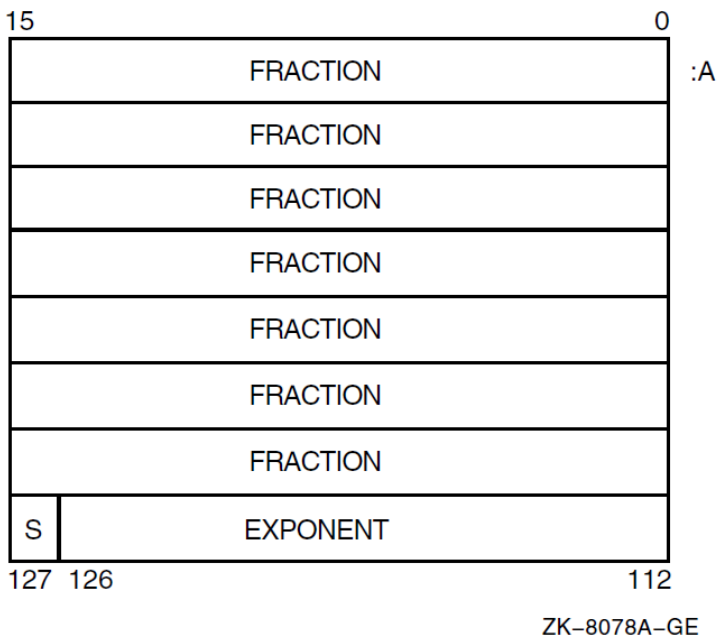 15 0
FRACTION :A
FRACTION
FRACTION
FRACTION
FRACTION
FRACTION
FRACTION
S EXPONENT
127 126 112
ZK–8078A–GE